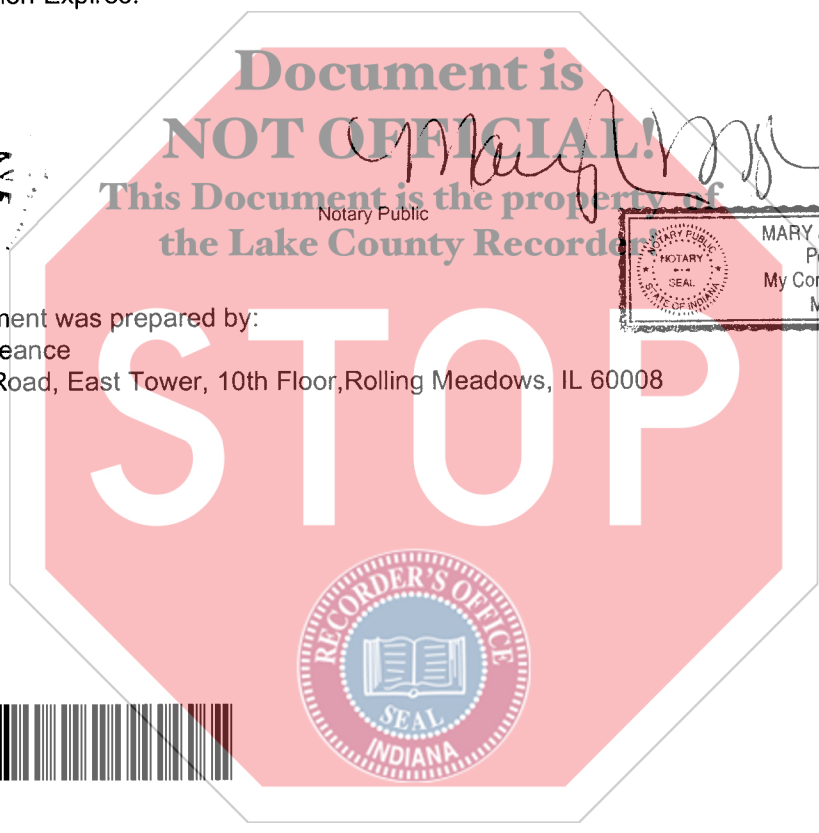 Expires:
Document is
NOT OFFICIAL!
This Document is the property of
the Lake County Recorder!
Notary Public
MARY
My
NOTARY PUBLIC
NOTARY
SEAL
STATE OF INDIANA
ment was prepared by:
eance
Road, East Tower, 10th Floor,Rolling Meadows, IL 60008
STOP
RECORDER'S OFFICE
SEAL
INDIANA